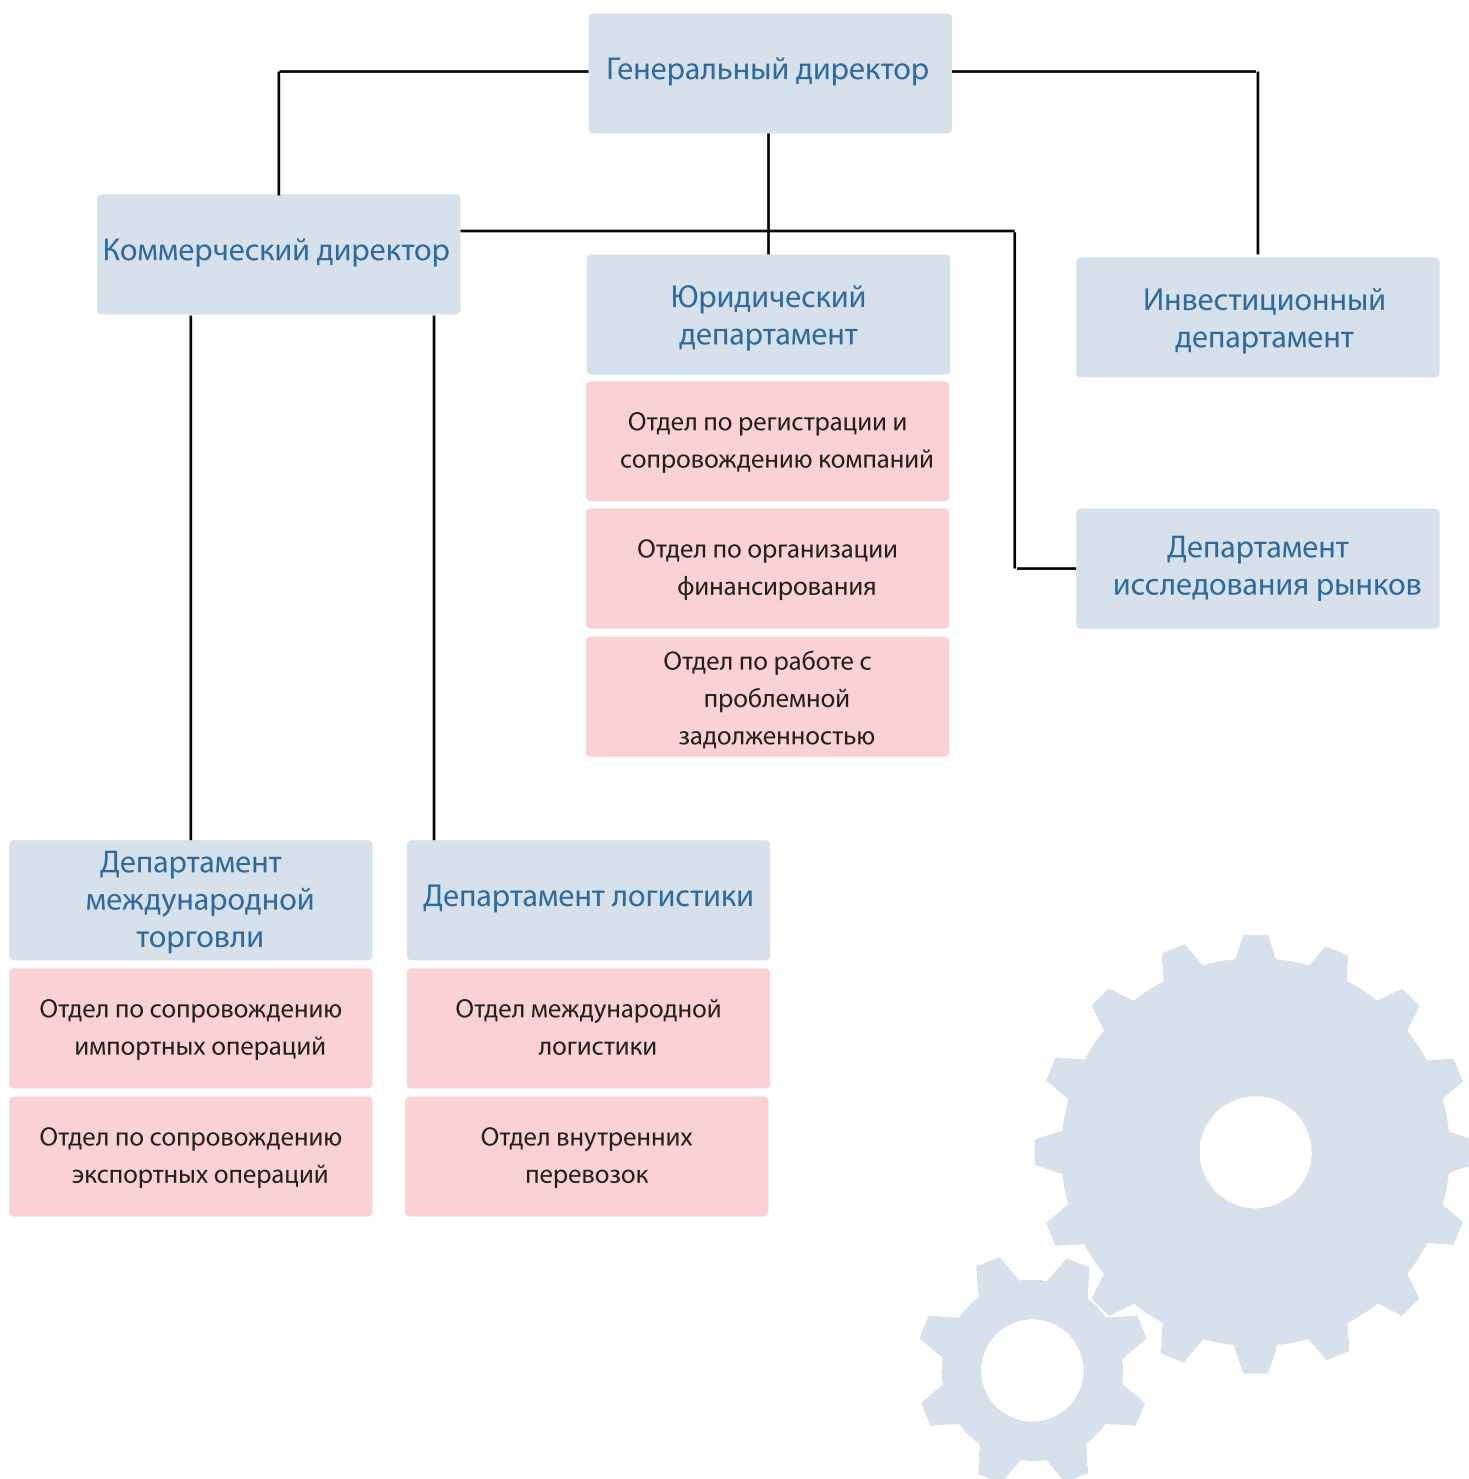 Генеральный директор
Коммерческий директор
Юридический
департамент
Инвестиционный
департамент
Отдел по регистрации и
сопровождению компаний
Отдел по организации
финансирования
Департамент
исследования рынков
Отдел по работе с
проблемной
задолженностью
Департамент
международной
торговли
Департамент логистики
Отдел по сопровождению
импортных операций
Отдел международной
логистики
Отдел по сопровождению
экспортных операций
Отдел внутренних
перевозок